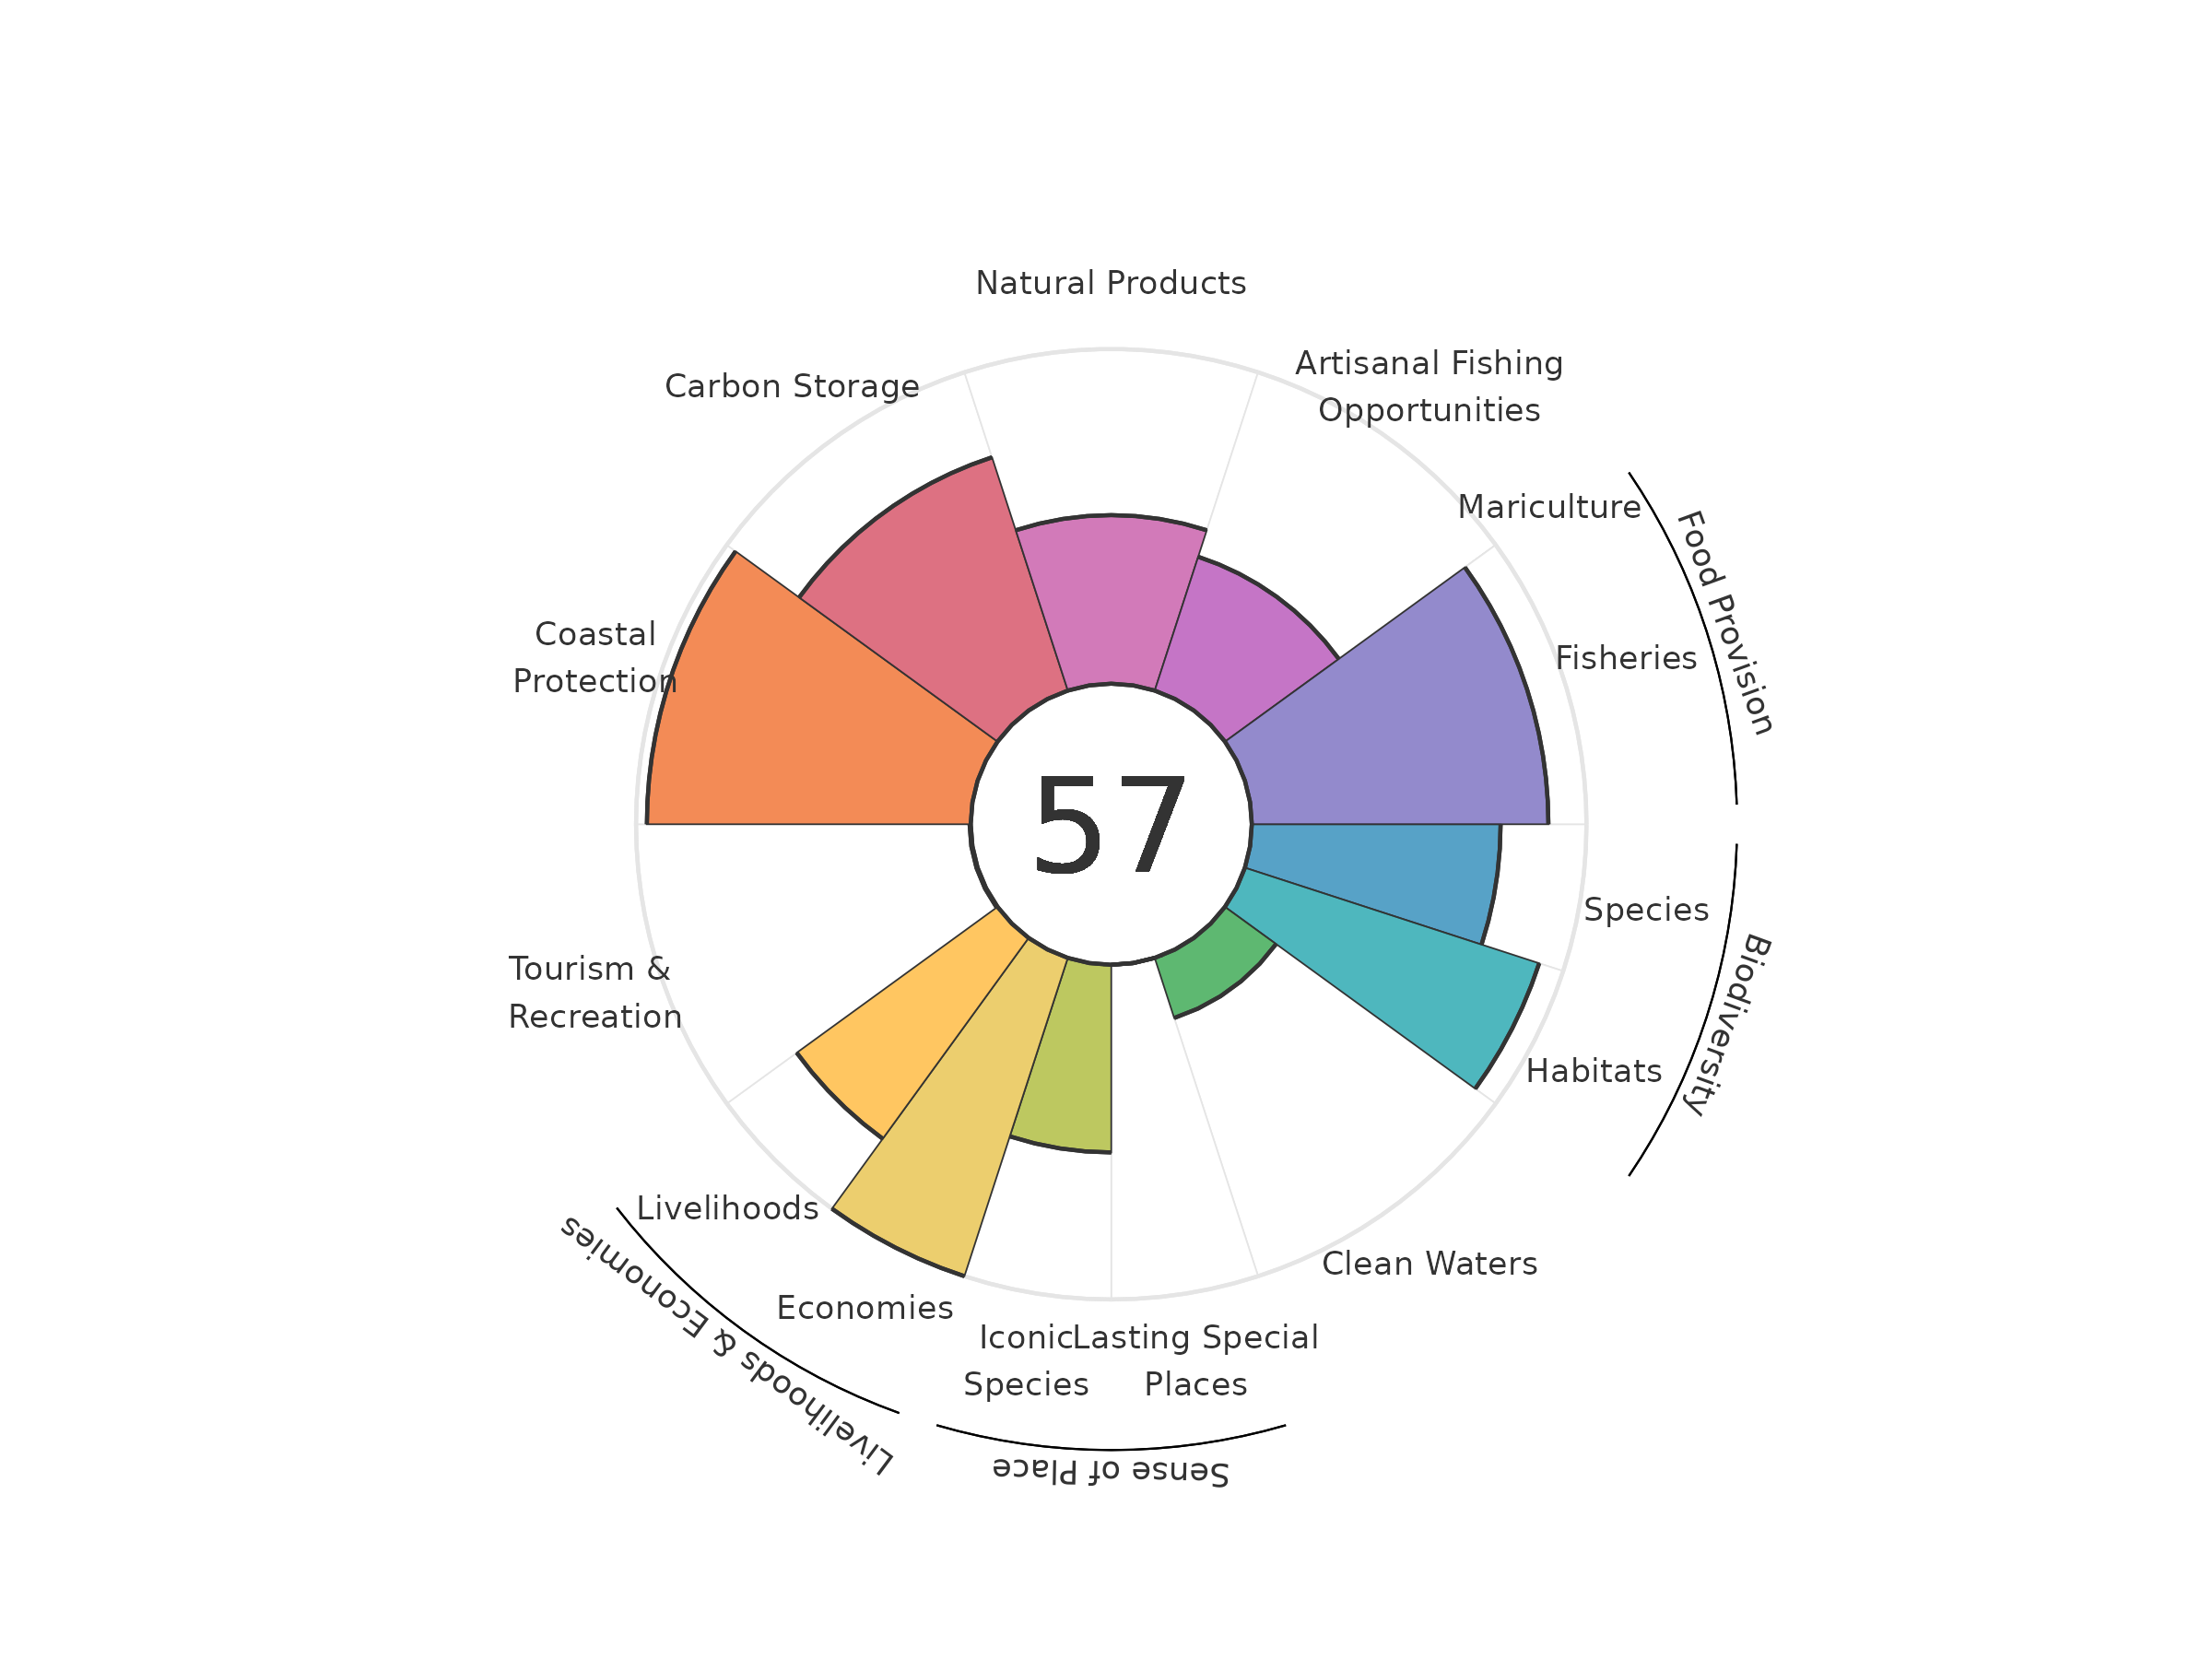 Natural Products
Artisanal Fishing
Opportunities
Carbon Storage
Mariculture
Food Provision
Coastal
Protection
Fisheries
57
Species
Biodiversity
Tourism &
Recreation
Habitats
Livelihoods
Livelihoods & Economies
Clean Waters
Economies
Iconic
Species
Lasting Special
Places
Sense of Place